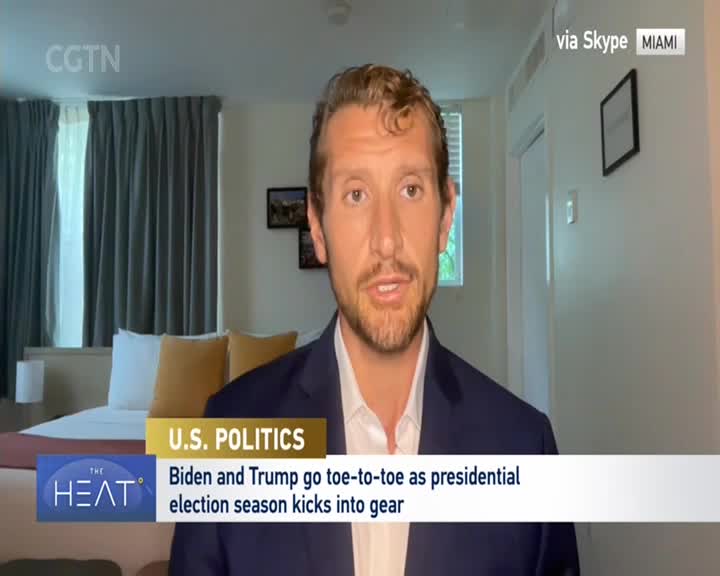 CGTN
via Skype
MIAMI
U.S. POLITICS
THE
HEAT
Biden and Trump go toe-to-toe as presidential
election season kicks into gear